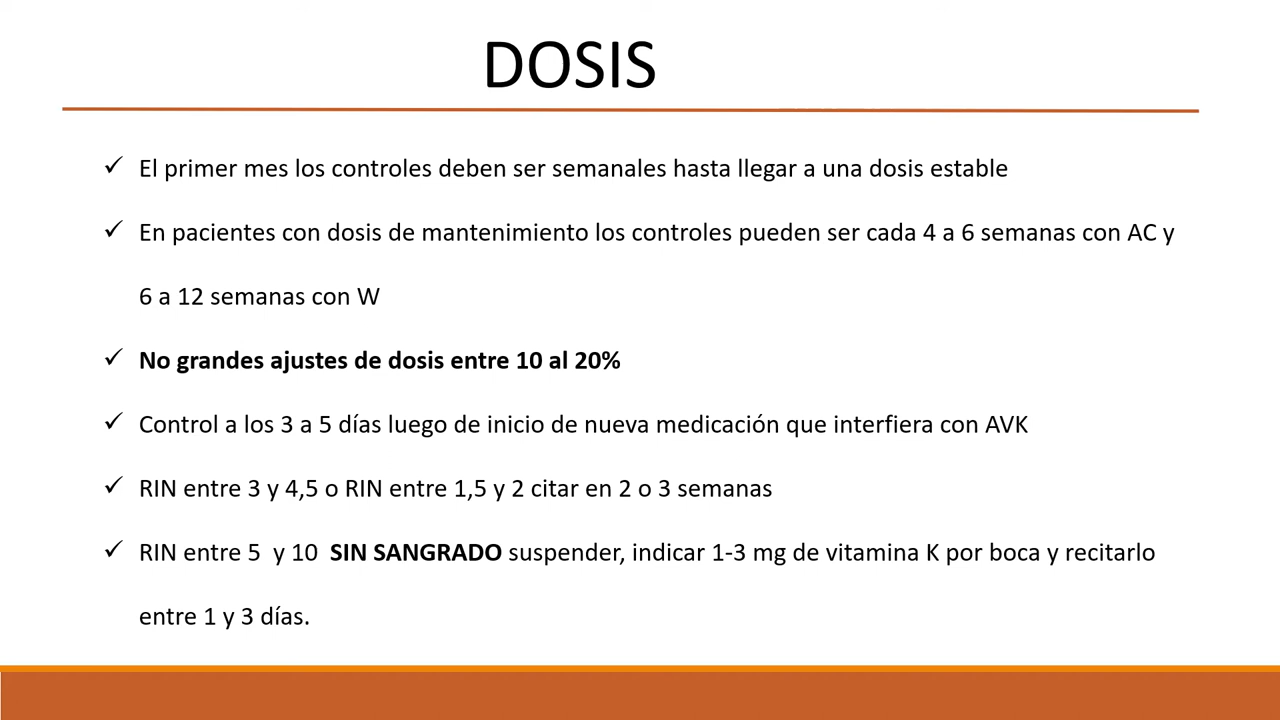 DOSIS
✓ El primer mes los controles deben ser semanales hasta llegar a una dosis estable
✓ En pacientes con dosis de mantenimiento los controles pueden ser cada 4 a 6 semanas con AC y
6 a 12 semanas con W
✓ No grandes ajustes de dosis entre 10 al 20%
✓ Control a los 3 a 5 días luego de inicio de nueva medicación que interfiera con AVK
✓ RIN entre 3 y 4,5 o RIN entre 1,5 y 2 citar en 2 o 3 semanas
✓ RIN entre 5 y 10 SIN SANGRADO suspender, indicar 1-3 mg de vitamina K por boca y recitarlo
entre 1 y 3 días.